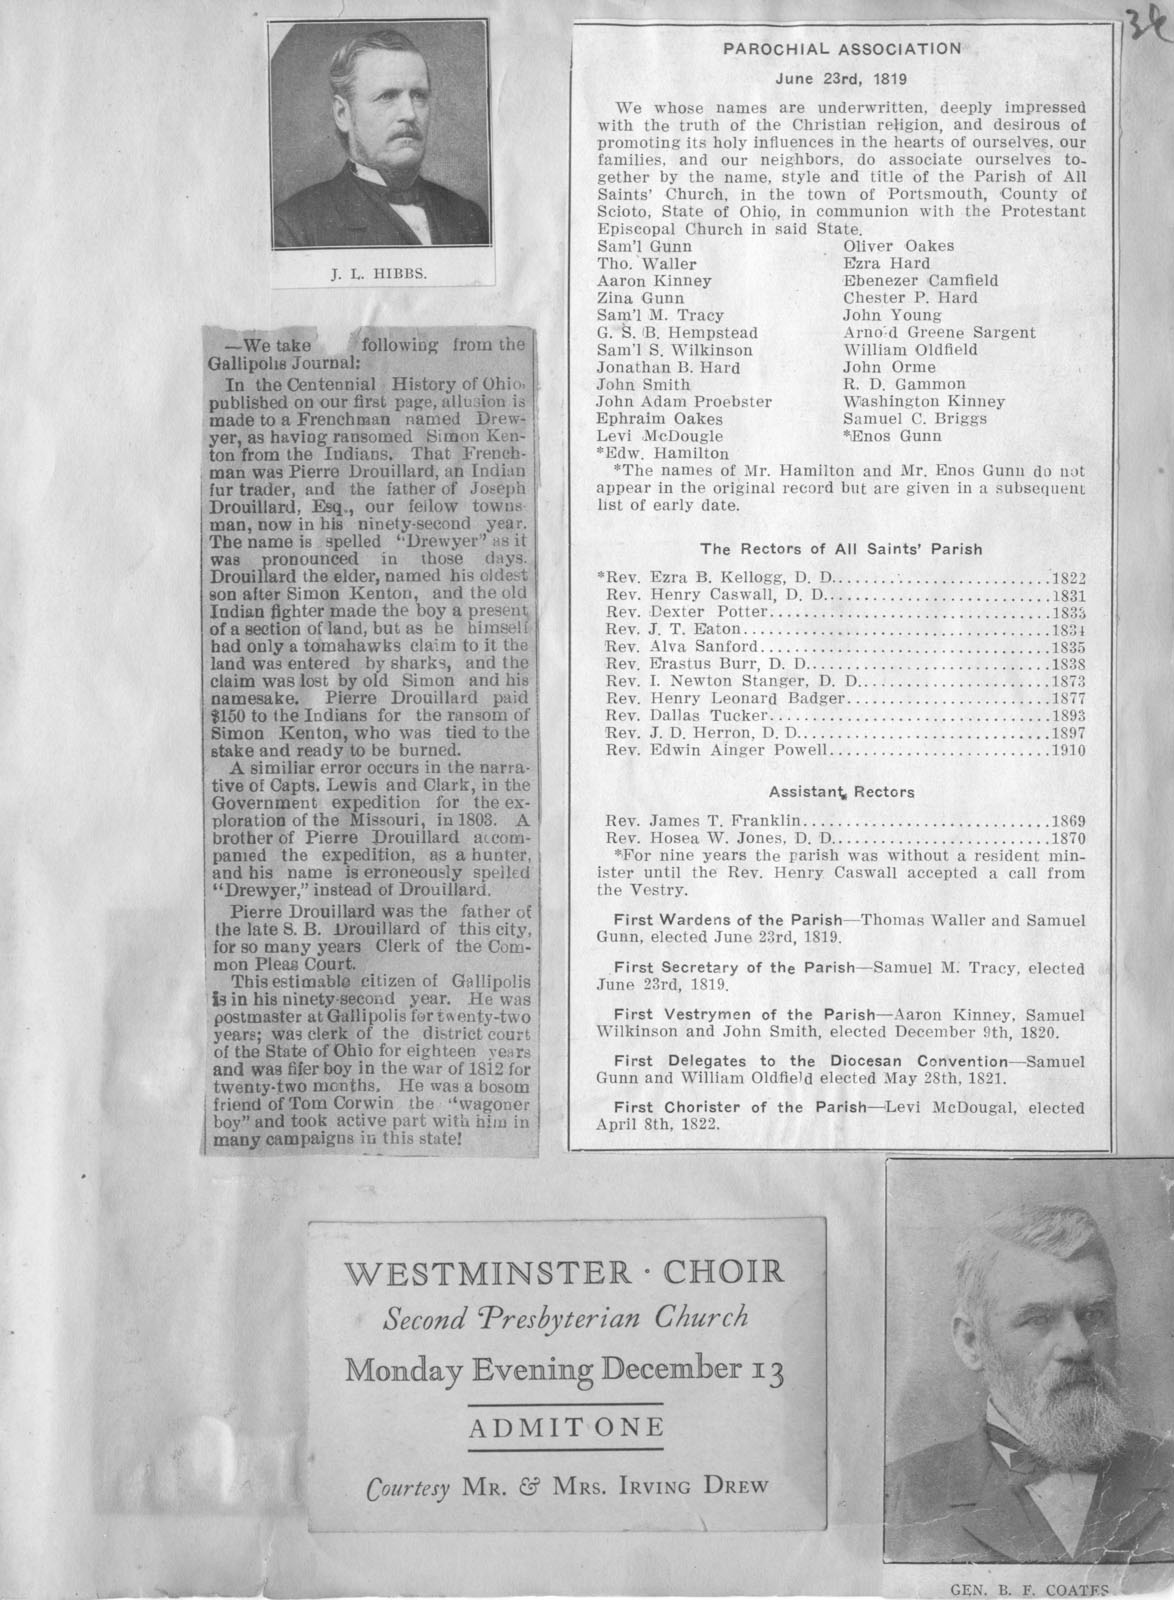 34
J. L. HIBBS.
—We take following from the
Gallipolis Journal:
In the Centennial History of Ohio,
published on our first page, allusion is
made to a Frenchman named Drew-
yer, as having ransomed Simon Ken-
ton from the Indians. That French-
man was Pierre Drouillard, an Indian
fur trader, and the father of Joseph
Drouillard, Esq., our fellow towns-
man, now in his ninety-second year.
The name is spelled "Drewyer" as it
was pronounced in those days.
Drouillard the elder, named his oldest
son after Simon Kenton, and the old
Indian fighter made the boy a present
of a section of land, but as he himself
had only a tomahawks claim to it the
land was entered by sharks, and the
claim was lost by old Simon and his
namesake. Pierre Drouillard paid
$150 to the Indians for the ransom of
Simon Kenton, who was tied to the
stake and ready to be burned.
A similiar error occurs in the narra-
tive of Capts. Lewis and Clark, in the
Government expedition for the ex-
ploration of the Missouri, in 1803. A
brother of Pierre Drouillard accom-
panied the expedition, as a hunter,
and his name is erroneously spelled
"Drewyer," instead of Drouillard.
Pierre Drouillard was the father of
the late S. B. Drouillard of this city,
for so many years Clerk of the Com-
mon Pleas Court.
This estimable citizen of Gallipolis
is in his ninety-second year. He was
postmaster at Gallipolis for twenty-two
years; was clerk of the district court
of the State of Ohio for eighteen years
and was fifer boy in the war of 1812 for
twenty-two months. He was a bosom
friend of Tom Corwin the "wagoner
boy" and took active part with him in
many campaigns in this state!
PAROCHIAL ASSOCIATION
June 23rd, 1819
We whose names are underwritten, deeply impressed
with the truth of the Christian religion, and desirous of
promoting its holy influences in the hearts of ourselves, our
families, and our neighbors, do associate ourselves to-
gether by the name, style and title of the Parish of All
Saints' Church, in the town of Portsmouth, County of
Scioto, State of Ohio, in communion with the Protestant
Episcopal Church in said State.
Sam'l Gunn
Tho. Waller
Aaron Kinney
Zina Gunn
Sam'l M. Tracy
G. S. B. Hempstead
Sam'l S. Wilkinson
Jonathan B. Hard
John Smith
John Adam Proebster
Ephraim Oakes
Levi McDougle
*Edw. Hamilton
Oliver Oakes
Ezra Hard
Ebenezer Camfield
Chester P. Hard
John Young
Arnold Greene Sargent
William Oldfield
John Orme
R. D. Gammon
Washington Kinney
Samuel C. Briggs
*Enos Gunn
*The names of Mr. Hamilton and Mr. Enos Gunn do not
appear in the original record but are given in a subsequent
list of early date.
The Rectors of All Saints' Parish
*Rev. Ezra B. Kellogg, D. D..............................1822
Rev. Henry Caswall, D. D..............................1831
Rev. Dexter Potter..............................1833
Rev. J. T. Eaton..............................1834
Rev. Alva Sanford..............................1835
Rev. Erastus Burr, D. D..............................1838
Rev. I. Newton Stanger, D. D..............................1873
Rev. Henry Leonard Badger..............................1877
Rev. Dallas Tucker..............................1893
Rev. J. D. Herron, D. D..............................1897
Rev. Edwin Ainger Powell..............................1910
Assistant Rectors
Rev. James T. Franklin..............................1869
Rev. Hosea W. Jones, D. D..............................1870
*For nine years the parish was without a resident min-
ister until the Rev. Henry Caswall accepted a call from
the Vestry.
First Wardens of the Parish—Thomas Waller and Samuel
Gunn, elected June 23rd, 1819.
First Secretary of the Parish—Samuel M. Tracy, elected
June 23rd, 1819.
First Vestrymen of the Parish—Aaron Kinney, Samuel
Wilkinson and John Smith, elected December 9th, 1820.
First Delegates to the Diocesan Convention—Samuel
Gunn and William Oldfield elected May 28th, 1821.
First Chorister of the Parish—Levi McDougal, elected
April 8th, 1822.
WESTMINSTER · CHOIR
Second Presbyterian Church
Monday Evening December 13
ADMIT ONE
Courtesy MR. & MRS. IRVING DREW
GEN. B. F. COATES